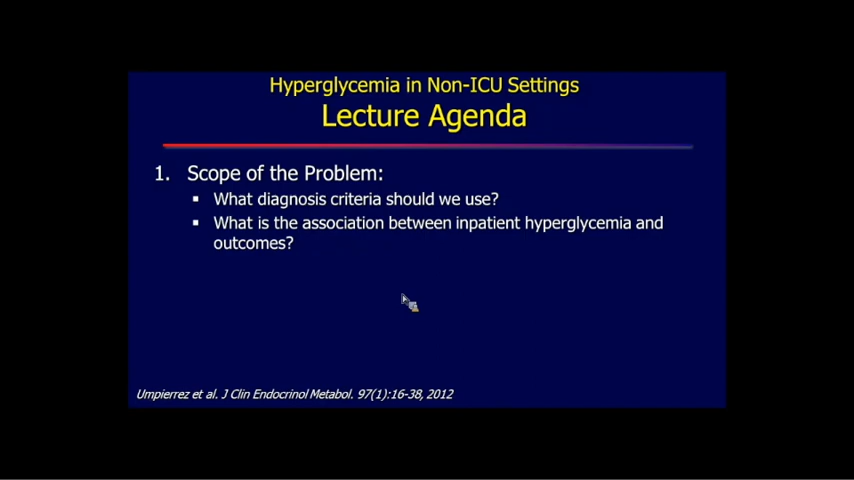 Hyperglycemia in Non-ICU Settings
Lecture Agenda
1. Scope of the Problem:
▪ What diagnosis criteria should we use?
▪ What is the association between inpatient hyperglycemia and
outcomes?
Umpierrez et al. J Clin Endocrinol Metabol. 97(1):16-38, 2012